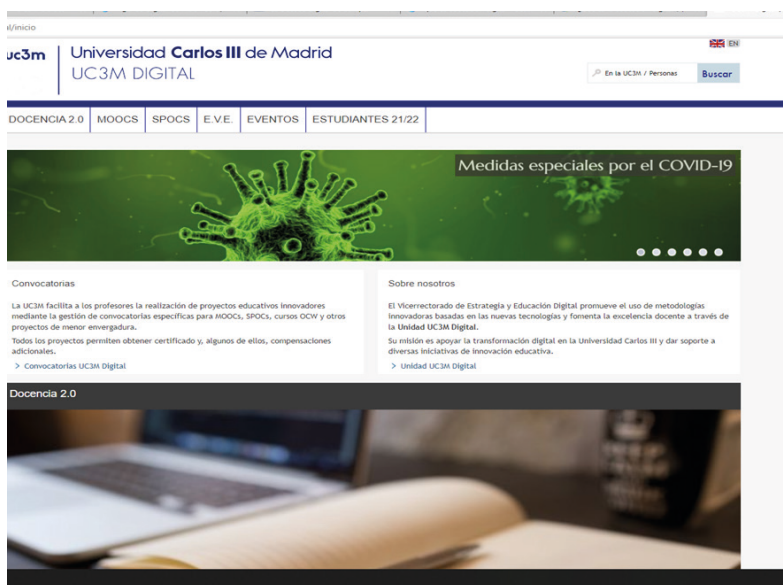 al/inicio
uc3m
Universidad Carlos III de Madrid
UC3M DIGITAL
EN
En la UC3M / Personas
Buscar
DOCENCIA 2.0
MOOCS
SPOCS
E.V.E.
EVENTOS
ESTUDIANTES 21/22
Medidas especiales por el COVID-19
Convocatorias
La UC3M facilita a los profesores la realización de proyectos educativos innovadores
mediante la gestión de convocatorias específicas para MOOCs, SPOCs, cursos OCW y otros
proyectos de menor envergadura.
Todos los proyectos permiten obtener certificado y, algunos de ellos, compensaciones
adicionales.
> Convocatorias UC3M Digital
Sobre nosotros
El Vicerrectorado de Estrategia y Educación Digital promueve el uso de metodologías
innovadoras basadas en las nuevas tecnologías y fomenta la excelencia docente a través de
la Unidad UC3M Digital.
Su misión es apoyar la transformación digital en la Universidad Carlos III y dar soporte a
diversas iniciativas de innovación educativa.
> Unidad UC3M Digital
Docencia 2.0